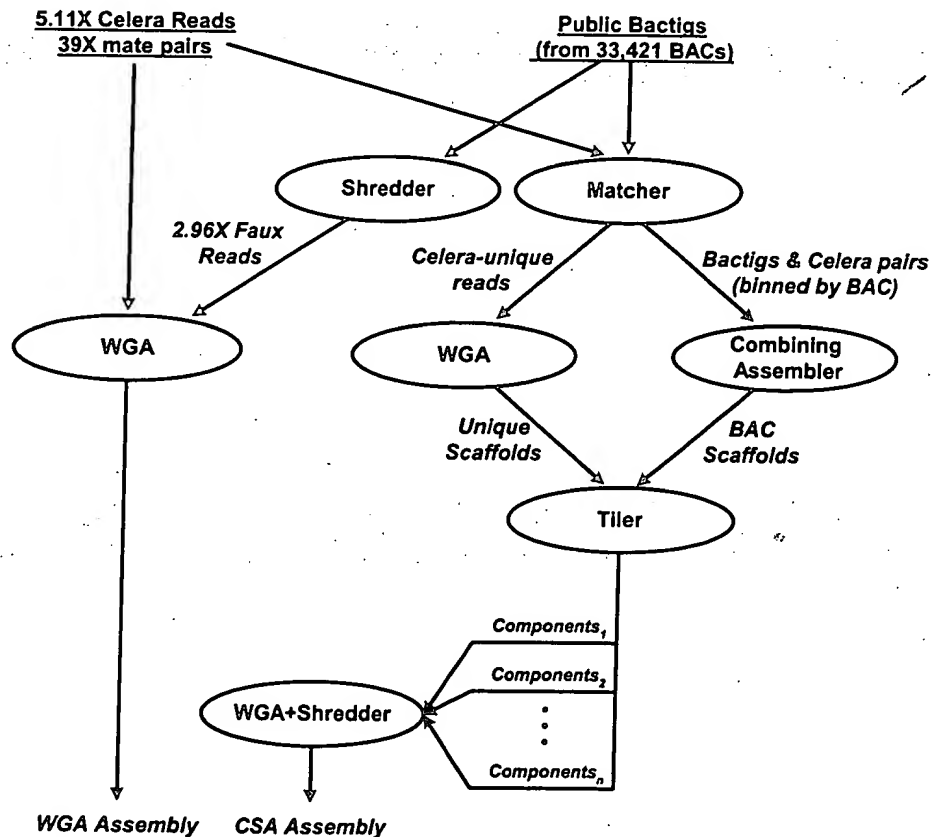 5.11X Celera Reads
39X mate pairs
Public Bactigs
(from 33,421 BACs)
Shredder
Matcher
2.96X Faux
Reads
Celera-unique
reads
Bactigs & Celera pairs
(binned by BAC)
WGA
WGA
Combining
Assembler
Unique
Scaffolds
BAC
Scaffolds
Tiler
Components1
Components2
WGA+Shredder
Componentsn
WGA Assembly
CSA Assembly